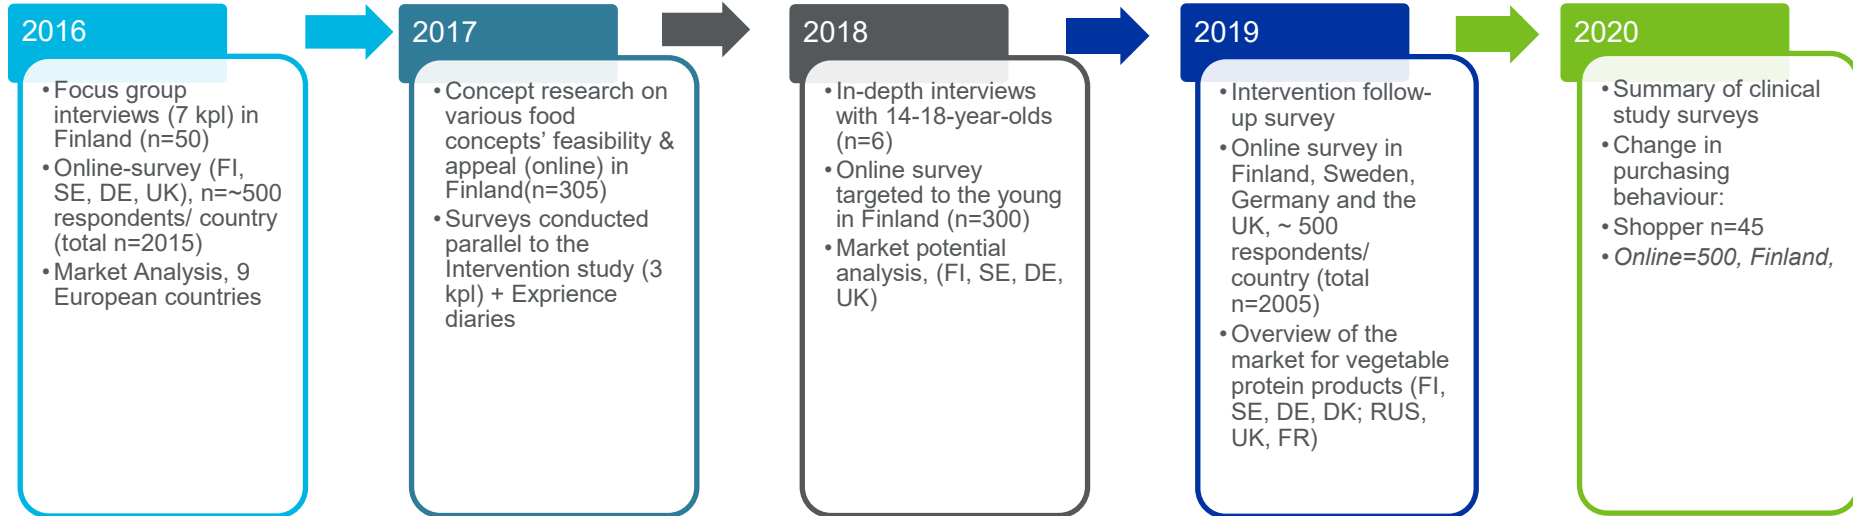 2016
• Focus group
interviews (7 kpl) in
Finland (n=50)
• Online-survey (FI,
SE, DE, UK), n=~500
respondents/ country
(total n=2015)
• Market Analysis, 9
European countries
2017
• Concept research on
various food
concepts’ feasibility &
appeal (online) in
Finland(n=305)
• Surveys conducted
parallel to the
Intervention study (3
kpl) + Exprience
diaries
2018
• In-depth interviews
with 14-18-year-olds
(n=6)
• Online survey
targeted to the young
in Finland (n=300)
• Market potential
analysis, (FI, SE, DE,
UK)
2019
• Intervention follow-
up survey
• Online survey in
Finland, Sweden,
Germany and the
UK, ~ 500
respondents/
country (total
n=2005)
• Overview of the
market for vegetable
protein products (FI,
SE, DE, DK; RUS,
UK, FR)
2020
• Summary of clinical
study surveys
• Change in
purchasing
behaviour:
• Shopper n=45
• Online=500, Finland,